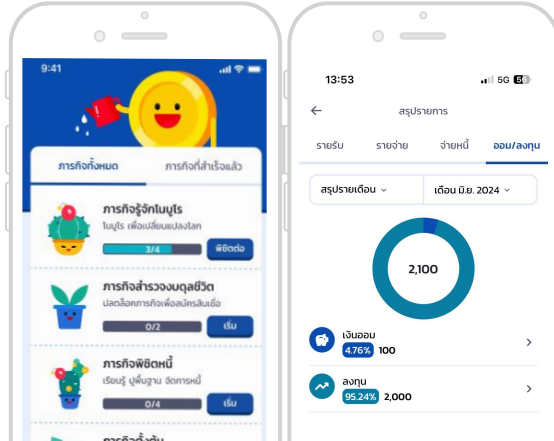 9:41
ภารกิจทั้งหมด
ภารกิจที่สำเร็จแล้ว
ภารกิจรู้จักโนบูโร
โนบูโร เพื่อเปลี่ยนแปลงโลก
3/4
พิชิตต่อ
ภารกิจสำรวจงบดุลชีวิต
ปลดล็อคภารกิจเพื่อสมัครสินเชื่อ
0/2
เริ่ม
ภารกิจพิชิตหนี้
เรียนรู้ ปูพื้นฐาน จัดการหนี้
0/4
เริ่ม
13:53
5G 56
สรุปรายการ
รายรับ
รายจ่าย
จ่ายหนี้
ออม/ลงทุน
สรุปรายเดือน
เดือน มิ.ย. 2024
2,100
เงินออม
4.76% 100
ลงทุน
95.24% 2,000